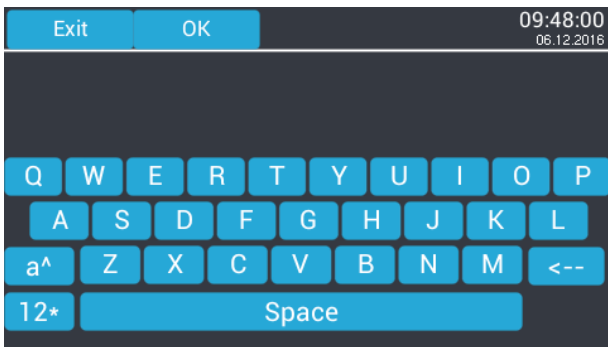 Exit OK 09:48:00
06.12.2016
Q W E R T Y U I O P
A S D F G H J K L
a^ Z X C V B N M <--
12* Space